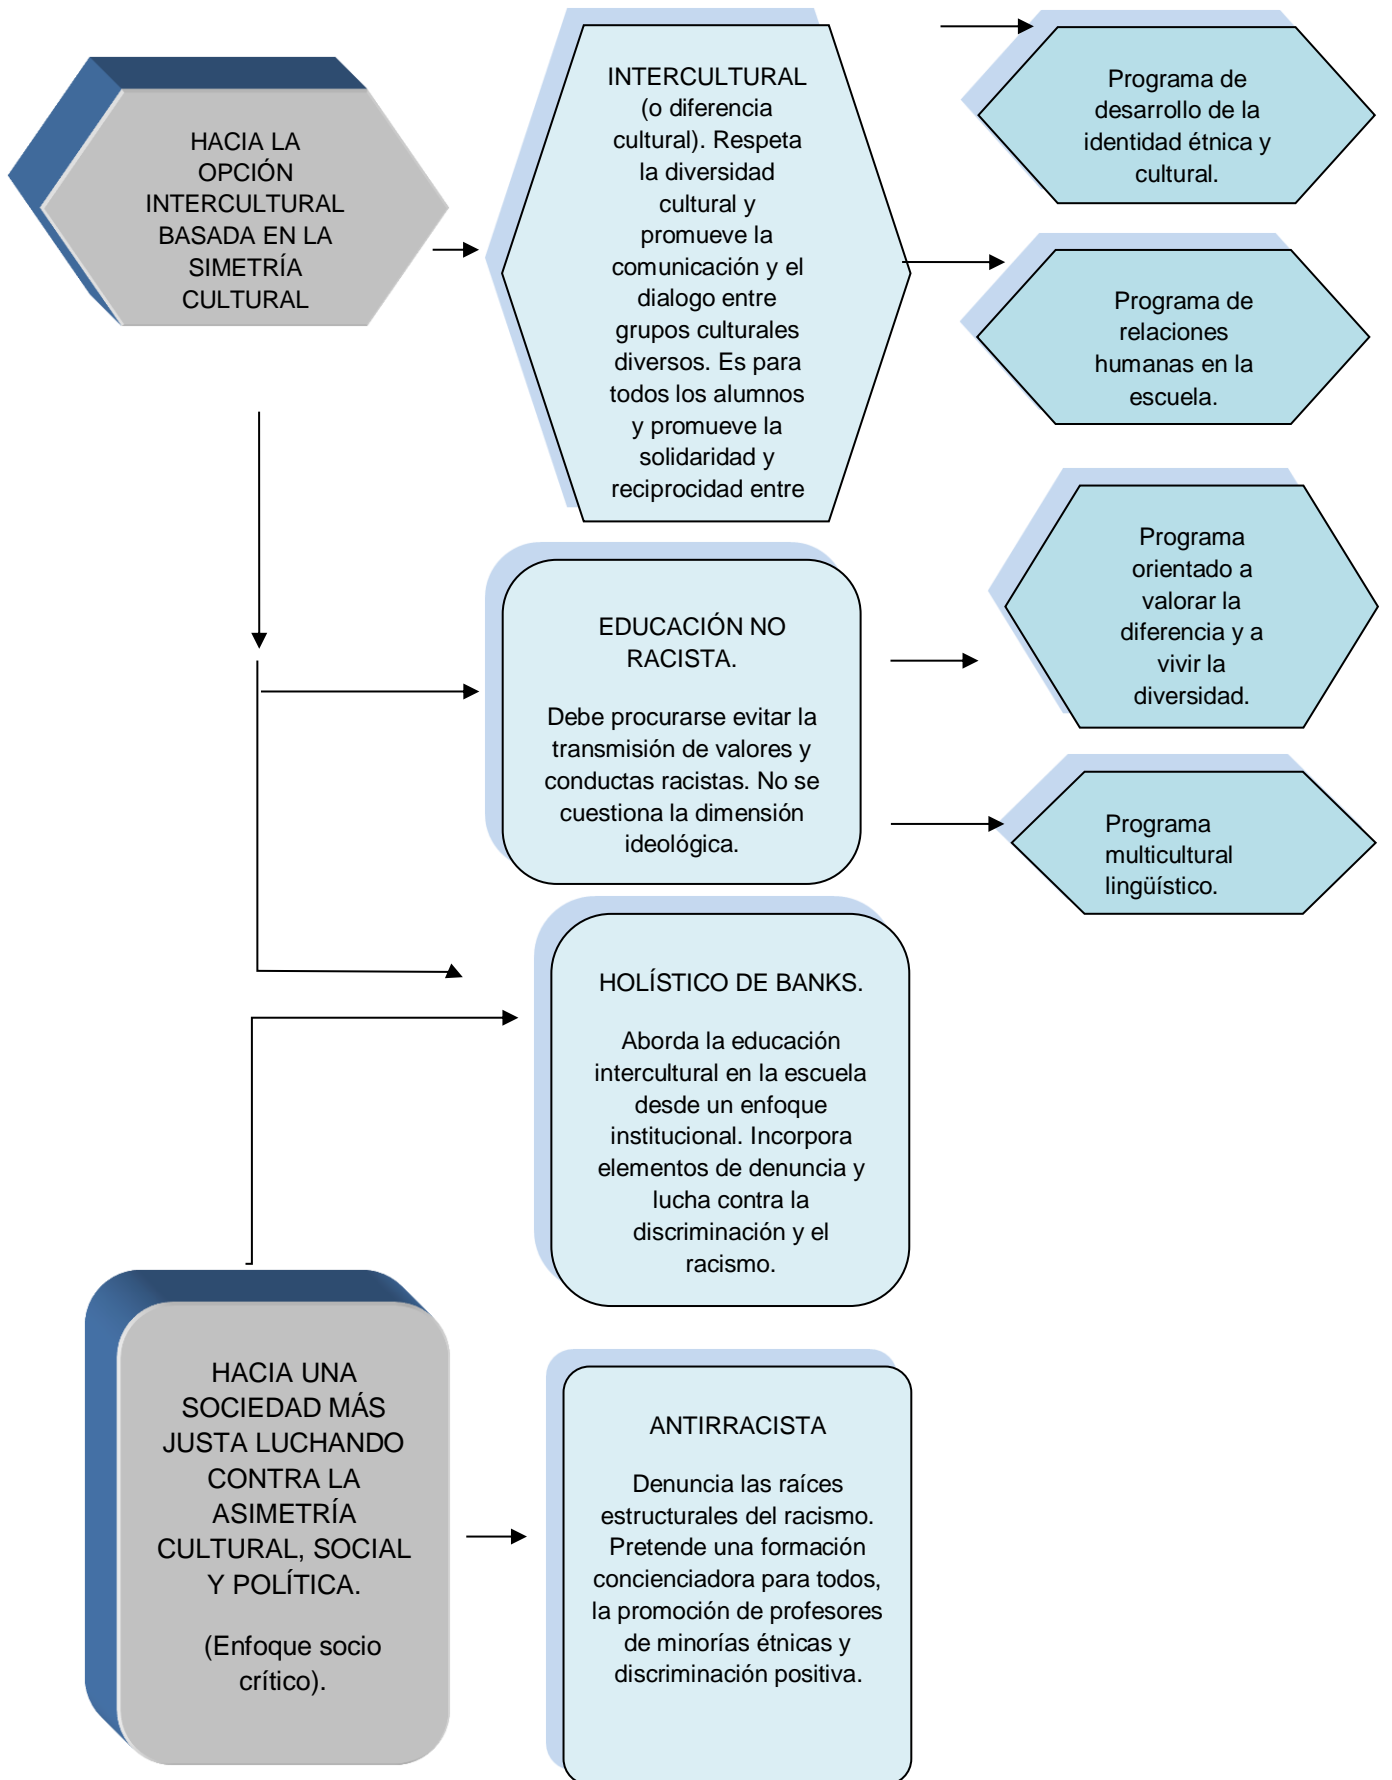 HACIA LA
OPCIÓN
INTERCULTURAL
BASADA EN LA
SIMETRÍA
CULTURAL
INTERCULTURAL
(o diferencia
cultural). Respeta
la diversidad
cultural y
promueve la
comunicación y el
dialogo entre
grupos culturales
diversos. Es para
todos los alumnos
y promueve la
solidaridad y
reciprocidad entre
Programa de
desarrollo de la
identidad étnica y
cultural.
Programa de
relaciones
humanas en la
escuela.
Programa
orientado a
valorar la
diferencia y a
vivir la
diversidad.
Programa
multicultural
lingüístico.
EDUCACIÓN NO
RACISTA.
Debe procurarse evitar la
transmisión de valores y
conductas racistas. No se
cuestiona la dimensión
ideológica.
HOLÍSTICO DE BANKS.
Aborda la educación
intercultural en la escuela
desde un enfoque
institucional. Incorpora
elementos de denuncia y
lucha contra la
discriminación y el
racismo.
HACIA UNA
SOCIEDAD MÁS
JUSTA LUCHANDO
CONTRA LA
ASIMETRÍA
CULTURAL, SOCIAL
Y POLÍTICA.
(Enfoque socio
crítico).
ANTIRRACISTA
Denuncia las raíces
estructurales del racismo.
Pretende una formación
concienciadora para todos,
la promoción de profesores
de minorías étnicas y
discriminación positiva.